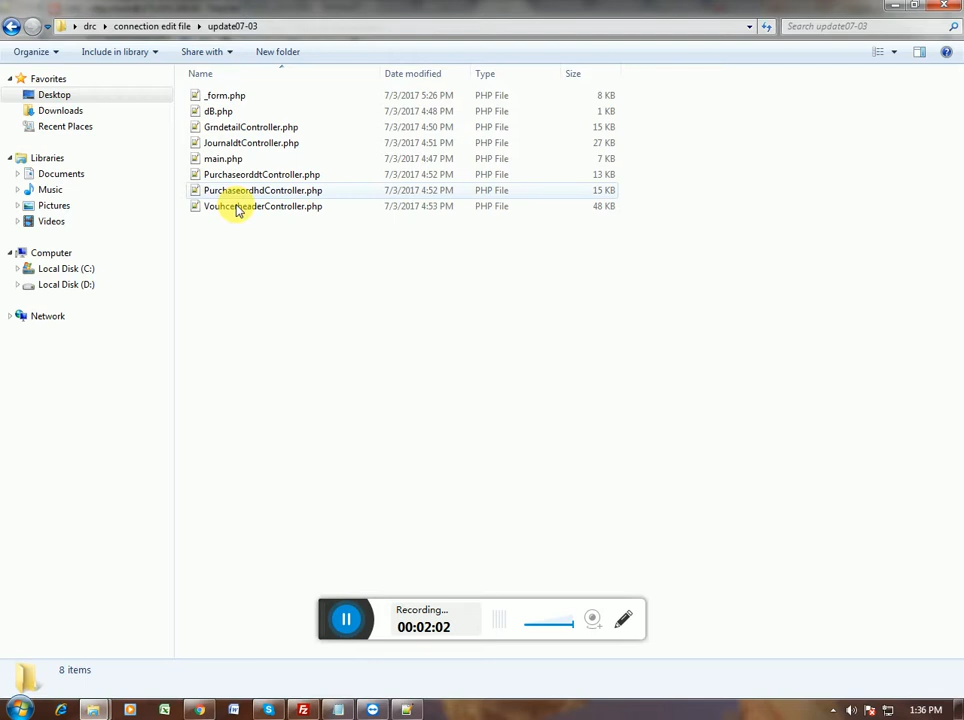 drc ▸ connection edit file ▸ update07-03
Search update07-03
Organize Include in library Share with New folder
Name Date modified Type Size
Favorites
Desktop
Downloads
Recent Places
Libraries
Documents
Music
Pictures
Videos
Computer
Local Disk (C:)
Local Disk (D:)
Network
_form.php 7/3/2017 5:26 PM PHP File 8 KB
dB.php 7/3/2017 4:48 PM PHP File 1 KB
GrndetailController.php 7/3/2017 4:50 PM PHP File 15 KB
JournaldtController.php 7/3/2017 4:51 PM PHP File 27 KB
main.php 7/3/2017 4:47 PM PHP File 7 KB
PurchaseorddtController.php 7/3/2017 4:52 PM PHP File 13 KB
PurchaseordhdController.php 7/3/2017 4:52 PM PHP File 15 KB
VouhcerheaderController.php 7/3/2017 4:53 PM PHP File 48 KB
Recording...
00:02:02
8 items
1:36 PM